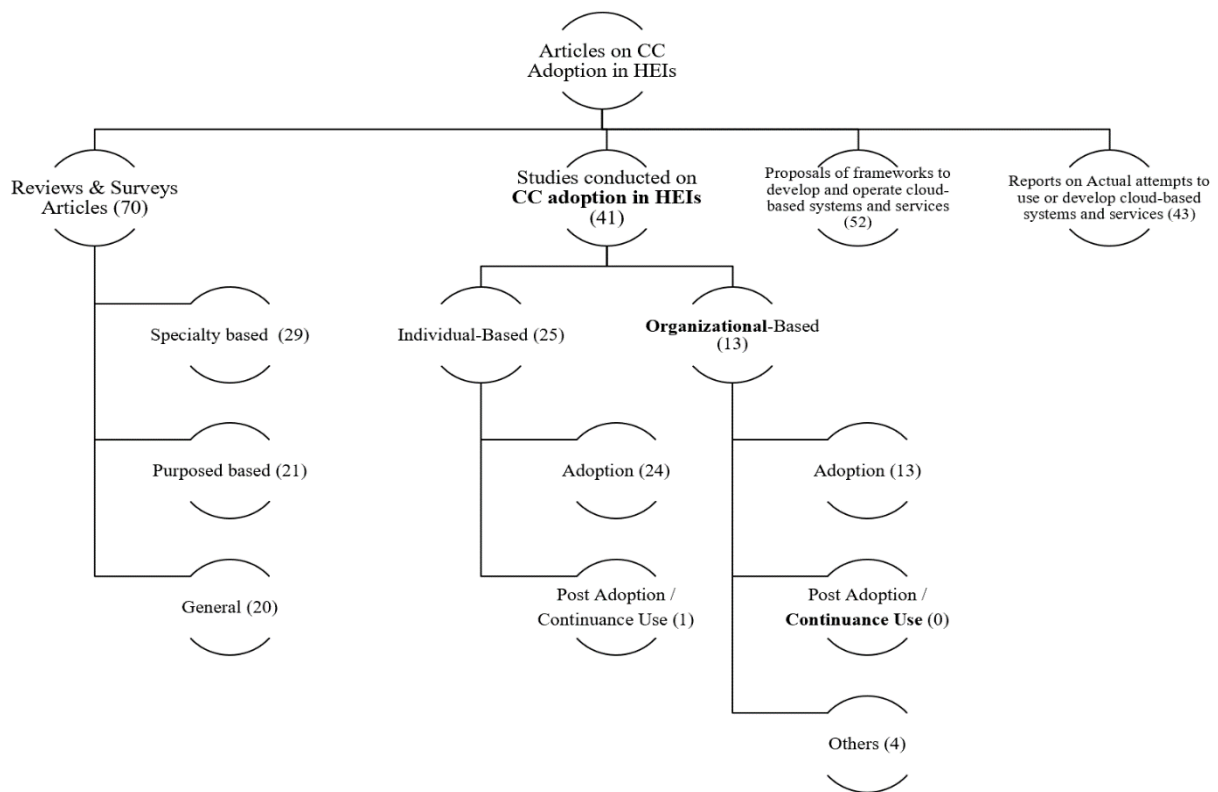 Articles on CC
Adoption in HEIs
Reviews & Surveys
Articles (70)
Studies conducted on
CC adoption in HEIs
(41)
Proposals of frameworks to
develop and operate cloud-
based systems and services
(52)
Reports on Actual attempts to
use or develop cloud-based
systems and services (43)
Specialty based (29)
Individual-Based (25)
Organizational-Based
(13)
Purposed based (21)
Adoption (24)
Adoption (13)
General (20)
Post Adoption /
Continuance Use (1)
Post Adoption /
Continuance Use (0)
Others (4)